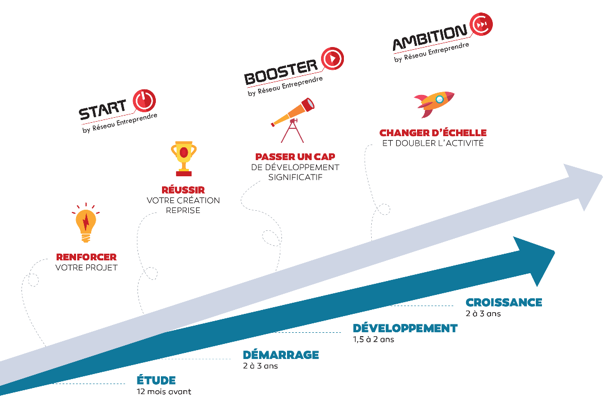 AMBITION
by Réseau Entreprendre
BOOSTER
by Réseau Entreprendre
START
by Réseau Entreprendre
CHANGER D'ÉCHELLE
ET DOUBLER L'ACTIVITÉ
PASSER UN CAP
DE DÉVELOPPEMENT
SIGNIFICATIF
RÉUSSIR
VOTRE CRÉATION
REPRISE
RENFORCER
VOTRE PROJET
CROISSANCE
2 à 3 ans
DÉVELOPPEMENT
1,5 à 2 ans
DÉMARRAGE
2 à 3 ans
ÉTUDE
12 mois avant